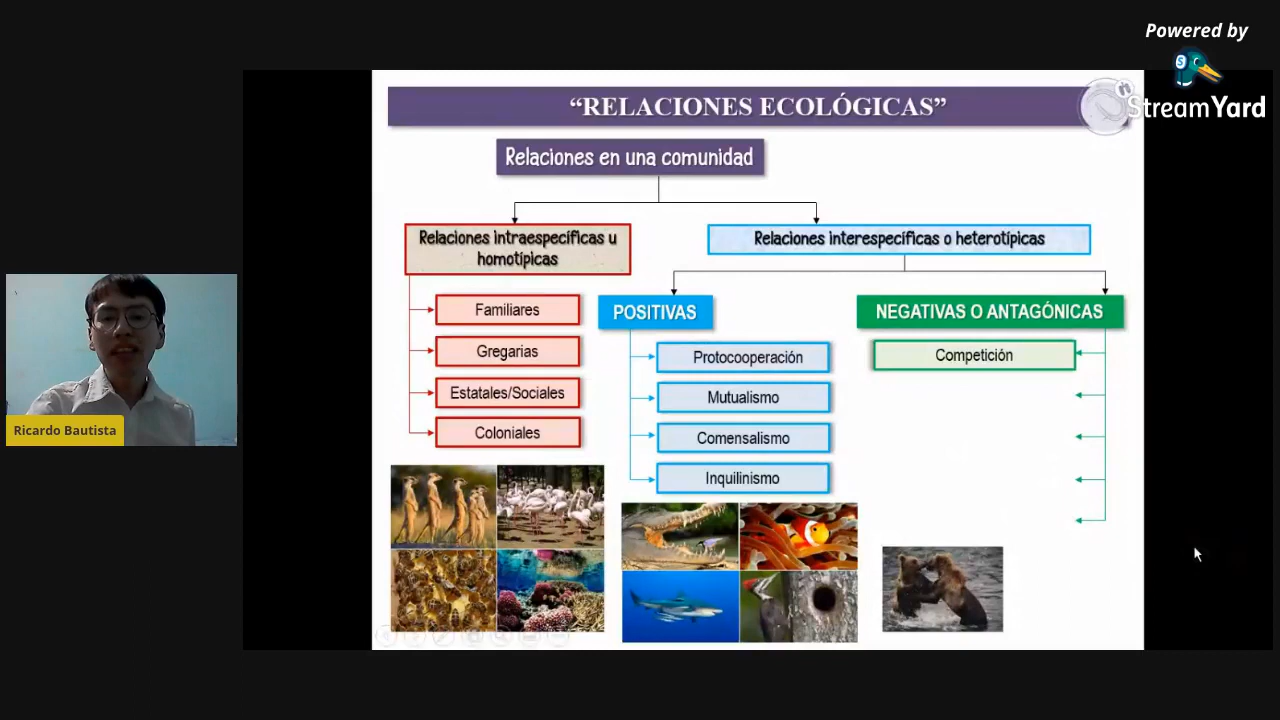 Powered by
StreamYard
“RELACIONES ECOLÓGICAS”
Relaciones en una comunidad
Relaciones intraespecíficas u
homotípicas
Familiares
Gregarias
Estatales/Sociales
Coloniales
Relaciones interespecíficas o heterotípicas
POSITIVAS
Protocooperación
Mutualismo
Comensalismo
Inquilinismo
NEGATIVAS O ANTAGÓNICAS
Competición
Ricardo Bautista